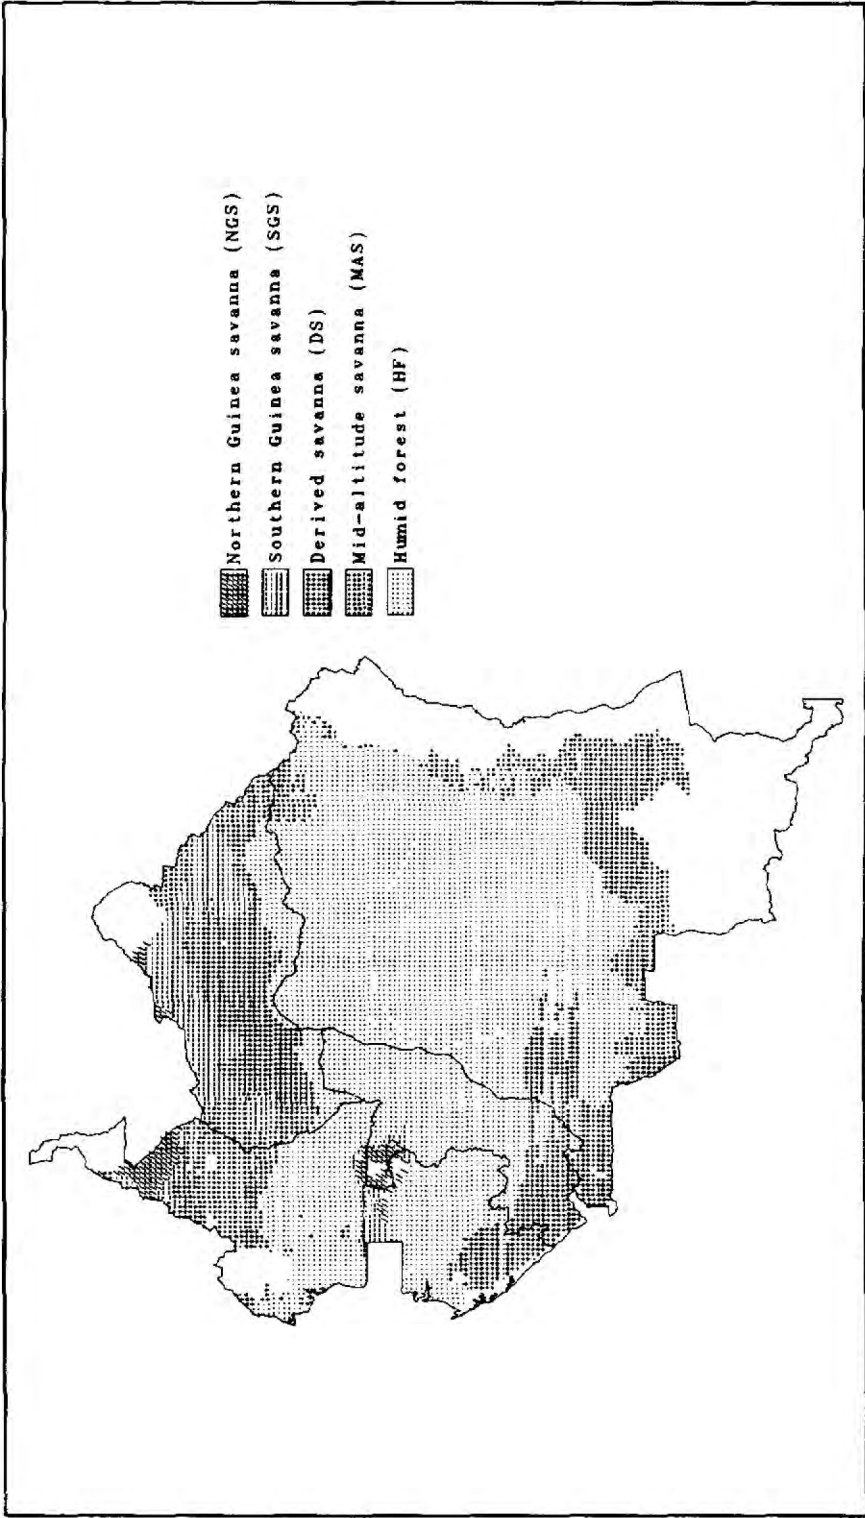 Northern Guinea savanna (NGS)
Southern Guinea savanna (SGS)
Derived savanna (DS)
Mid-altitude savanna (MAS)
Humid forest (HF)